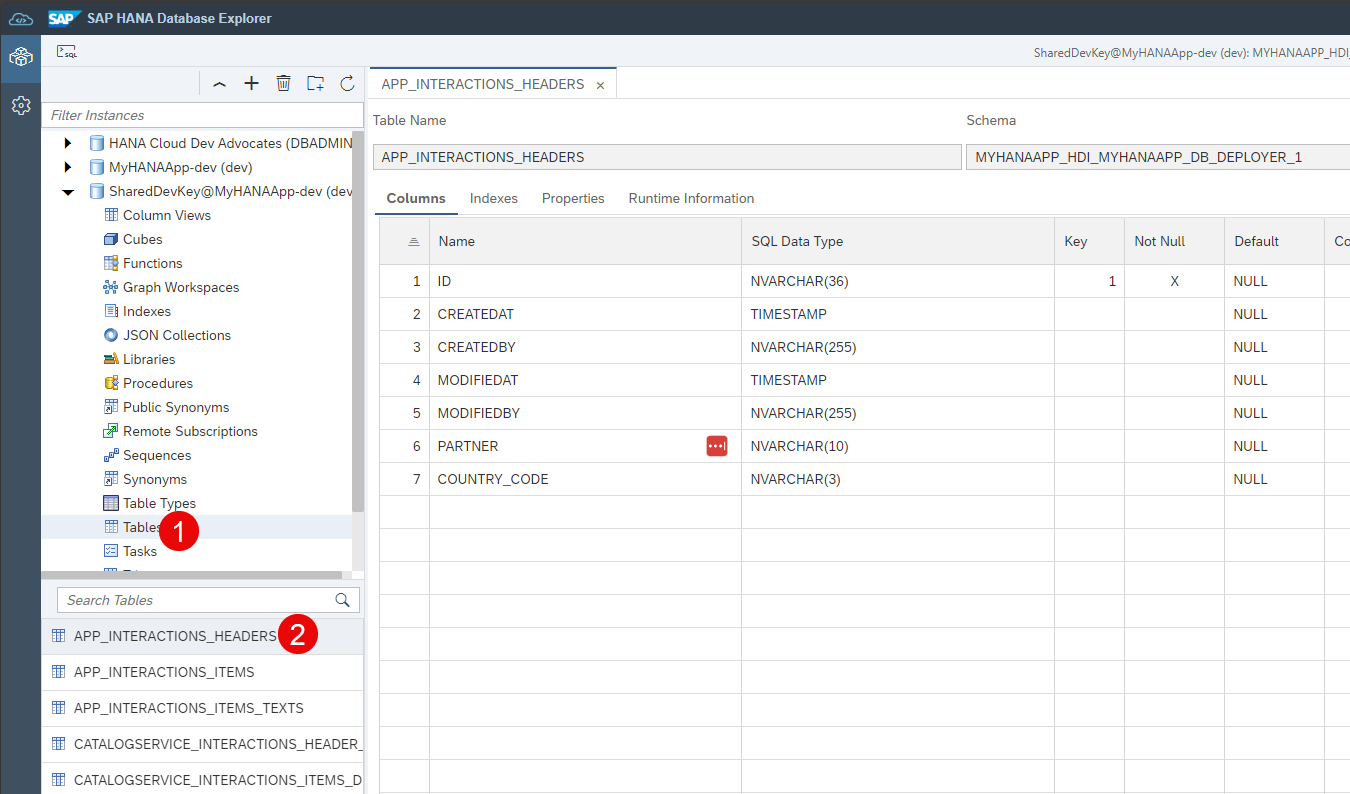 SAP SAP HANA Database Explorer
SQL
SharedDevKey@MyHANAApp-dev (dev): MYHANAAPP_HDI_
APP_INTERACTIONS_HEADERS ×
Filter Instances
HANA Cloud Dev Advocates (DBADMIN
MyHANAApp-dev (dev)
SharedDevKey@MyHANAApp-dev (dev
Column Views
Cubes
Functions
Graph Workspaces
Indexes
JSON Collections
Libraries
Procedures
Public Synonyms
Remote Subscriptions
Sequences
Synonyms
Table Types
Tables 1
Tasks
Search Tables
APP_INTERACTIONS_HEADERS 2
APP_INTERACTIONS_ITEMS
APP_INTERACTIONS_ITEMS_TEXTS
CATALOGSERVICE_INTERACTIONS_HEADER_
CATALOGSERVICE_INTERACTIONS_ITEMS_D
Table Name Schema
APP_INTERACTIONS_HEADERS MYHANAAPP_HDI_MYHANAAPP_DB_DEPLOYER_1
Columns Indexes Properties Runtime Information
Name SQL Data Type Key Not Null Default Co
1 ID NVARCHAR(36) 1 X NULL
2 CREATEDAT TIMESTAMP NULL
3 CREATEDBY NVARCHAR(255) NULL
4 MODIFIEDAT TIMESTAMP NULL
5 MODIFIEDBY NVARCHAR(255) NULL
6 PARTNER NVARCHAR(10) NULL
7 COUNTRY_CODE NVARCHAR(3) NULL